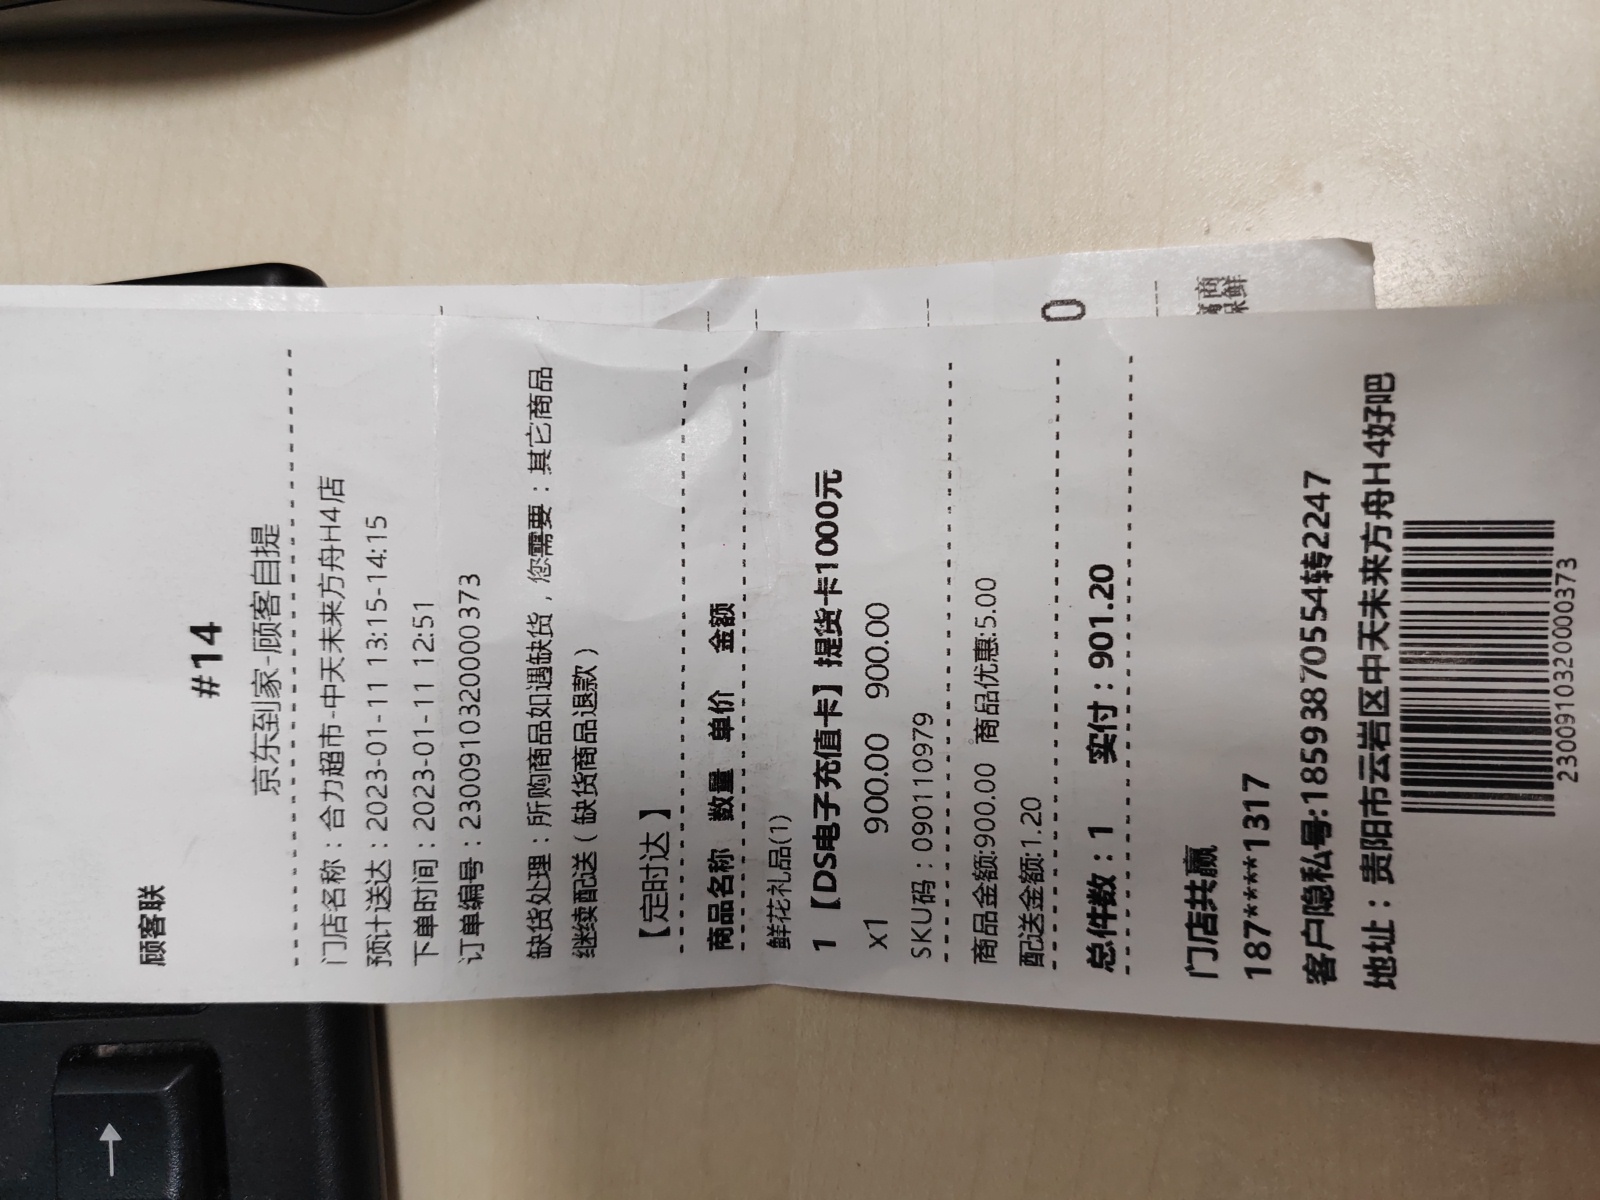 顾客联
#14
京东到家-顾客自提
门店名称：合力超市-中天未来方舟H4店
预计送达：2023-01-11 13:15-14:15
下单时间：2023-01-11 12:51
订单编号：2300910320000373
缺货处理：所购商品如遇缺货，您需要：其它商品
继续配送（缺货商品退款）
【定时达】
商品名称 数量 单价 金额
鲜花礼品(1)
1 【DS电子充值卡】提货卡1000元
x1 900.00 900.00
SKU码：090110979
商品金额:900.00 商品优惠:5.00
配送金额:1.20
总件数：1 实付：901.20
门店共赢
187****1317
客户隐私号:18593870554转2247
地址：贵阳市云岩区中天未来方舟H4好吧
2300910320000373
0
商
保鲜